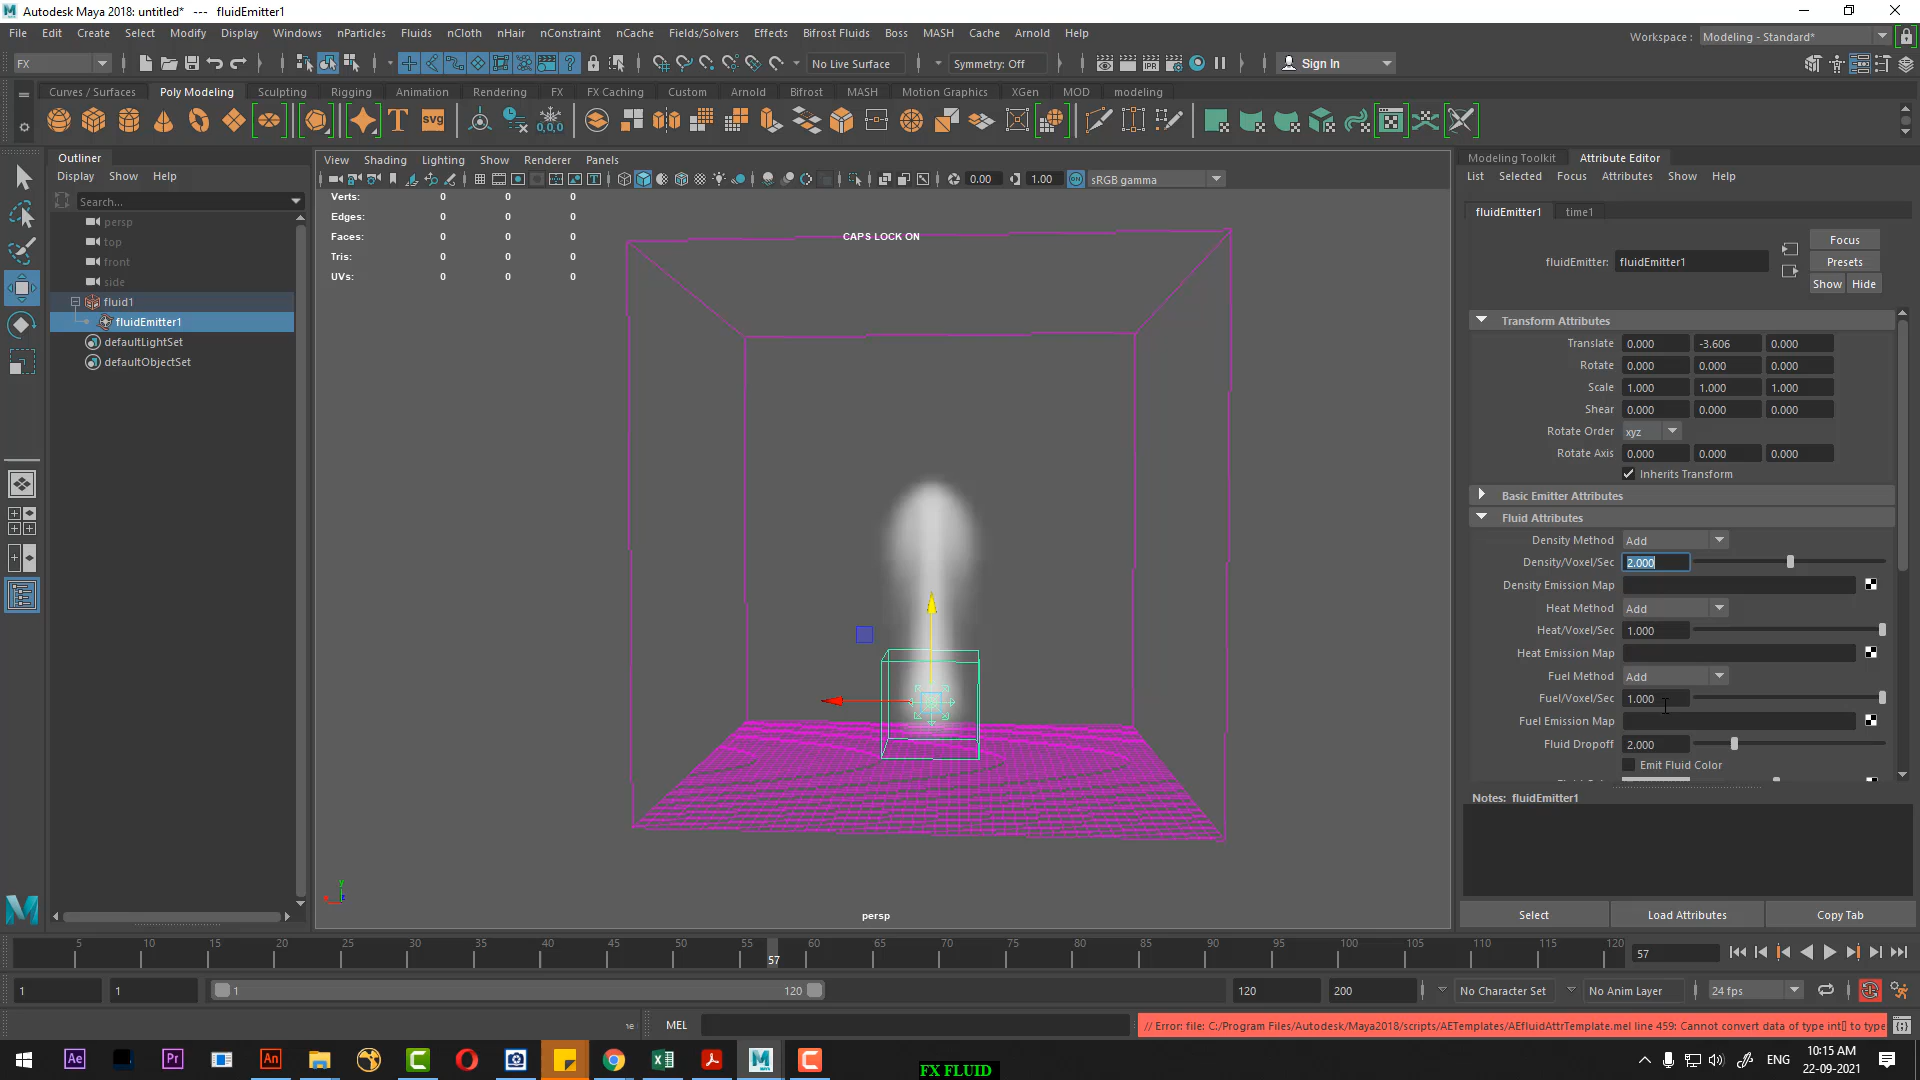 Autodesk Maya 2018: untitled* --- fluidEmitter1
File Edit Create Select Modify Display Windows nParticles Fluids nCloth nHair nConstraint nCache Fields/Solvers Effects Bifrost Fluids Boss MASH Cache Arnold Help
Workspace : Modeling - Standard*
FX No Live Surface Symmetry: Off Sign In
Curves / Surfaces Poly Modeling Sculpting Rigging Animation Rendering FX FX Caching Custom Arnold Bifrost MASH Motion Graphics XGen MOD modeling
T SVG 0,0,0
Outliner
Display Show Help
Search...
persp
top
front
side
fluid1
fluidEmitter1
defaultLightSet
defaultObjectSet
View Shading Lighting Show Renderer Panels
0.00 1.00 ON sRGB gamma
Verts: 0 0 0
Edges: 0 0 0
Faces: 0 0 0
Tris: 0 0 0
UVs: 0 0 0
CAPS LOCK ON
persp
Modeling Toolkit Attribute Editor
List Selected Focus Attributes Show Help
fluidEmitter1 time1
fluidEmitter: fluidEmitter1
Focus
Presets
Show Hide
Transform Attributes
Translate 0.000 -3.606 0.000
Rotate 0.000 0.000 0.000
Scale 1.000 1.000 1.000
Shear 0.000 0.000 0.000
Rotate Order xyz
Rotate Axis 0.000 0.000 0.000
Inherits Transform
Basic Emitter Attributes
Fluid Attributes
Density Method Add
Density/Voxel/Sec 2.000
Density Emission Map
Heat Method Add
Heat/Voxel/Sec 1.000
Heat Emission Map
Fuel Method Add
Fuel/Voxel/Sec 1.000
Fuel Emission Map
Fluid Dropoff 2.000
Emit Fluid Color
Notes: fluidEmitter1
Select Load Attributes Copy Tab
5 10 15 20 25 30 35 40 45 50 55 60 65 70 75 80 85 90 95 100 105 110 115 120
57
57
1 1 1 120 120 200 No Character Set No Anim Layer 24 fps
MEL // Error: file: C:/Program Files/Autodesk/Maya2018/scripts/AETemplates/AEfluidAttrTemplate.mel line 459: Cannot convert data of type int[] to type
Ae Pr An
ENG
10:15 AM
22-09-2021
FX FLUID